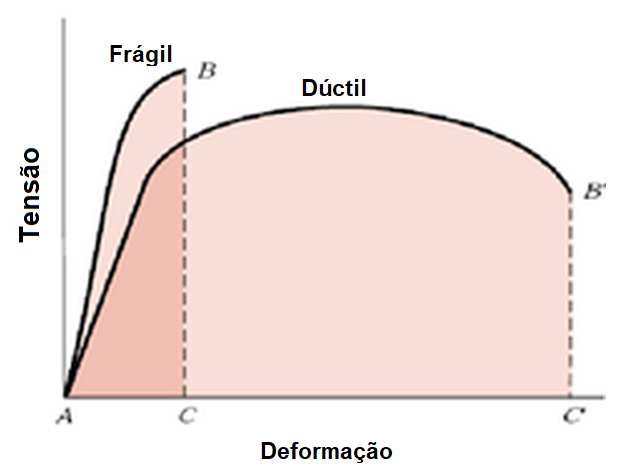 Frágil
B
Dúctil
Tensão
B'
A
C
C'
Deformação